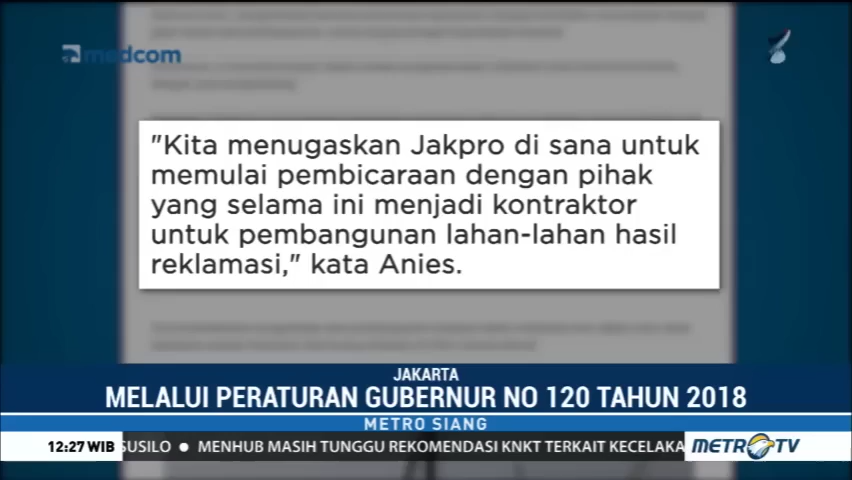 medcom
"Kita menugaskan Jakpro di sana untuk
memulai pembicaraan dengan pihak
yang selama ini menjadi kontraktor
untuk pembangunan lahan-lahan hasil
reklamasi," kata Anies.
JAKARTA
MELALUI PERATURAN GUBERNUR NO 120 TAHUN 2018
METRO SIANG
12:27 WIB SUSILO ● MENHUB MASIH TUNGGU REKOMENDASI KNKT TERKAIT KECELAKA METRO TV